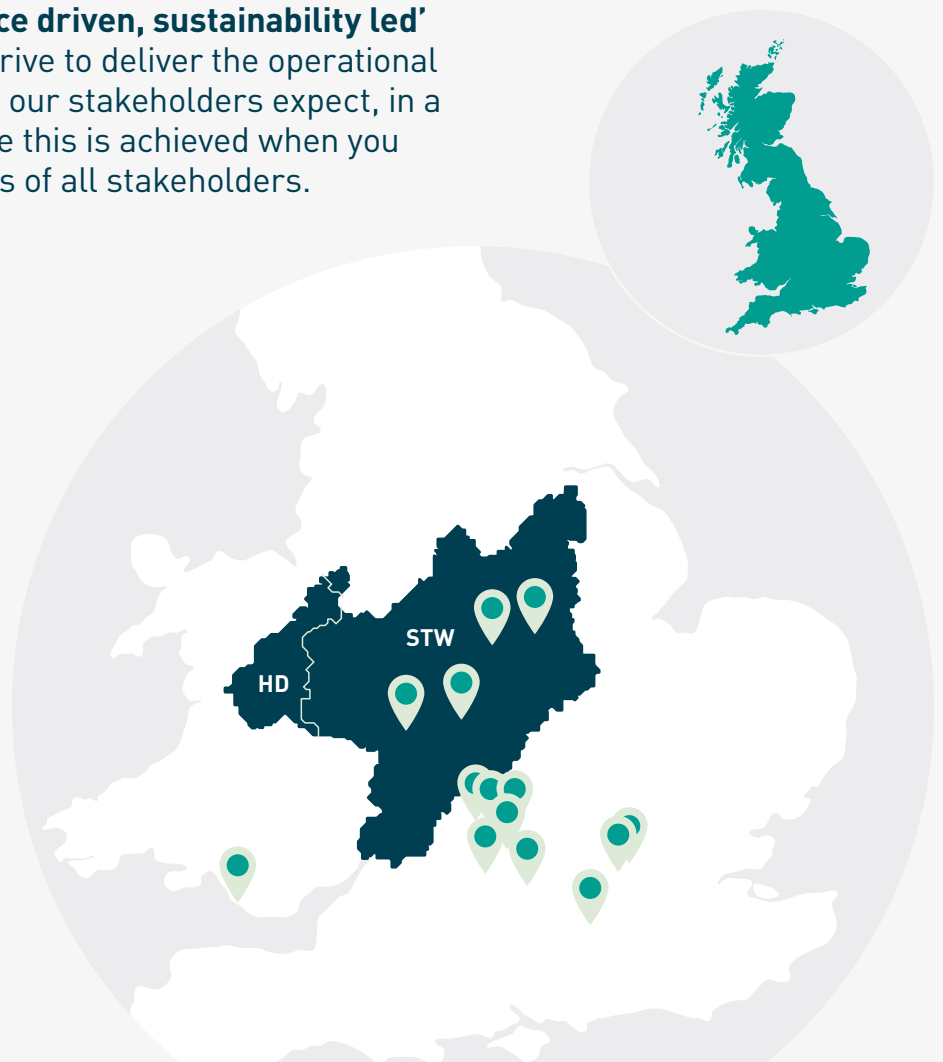 ce driven, sustainability led’
rive to deliver the operational
our stakeholders expect, in a
e this is achieved when you
s of all stakeholders.
STW
HD